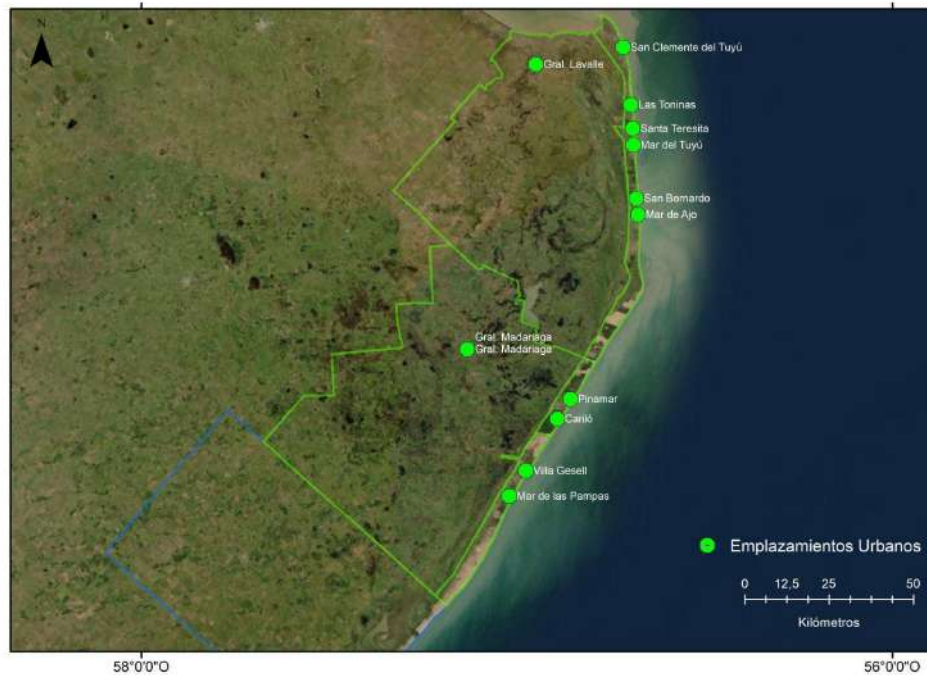 N
San Clemente del Tuyú
Gral. Lavalle
Las Toninas
Santa Teresita
Mar del Tuyú
San Bernardo
Mar de Ajo
Gral. Madariaga
Gral. Madariaga
Pinamar
Cariló
Villa Gesell
Mar de las Pampas
Emplazamientos Urbanos
0 12,5 25 50
Kilómetros
58°0'0"O 56°0'0"O